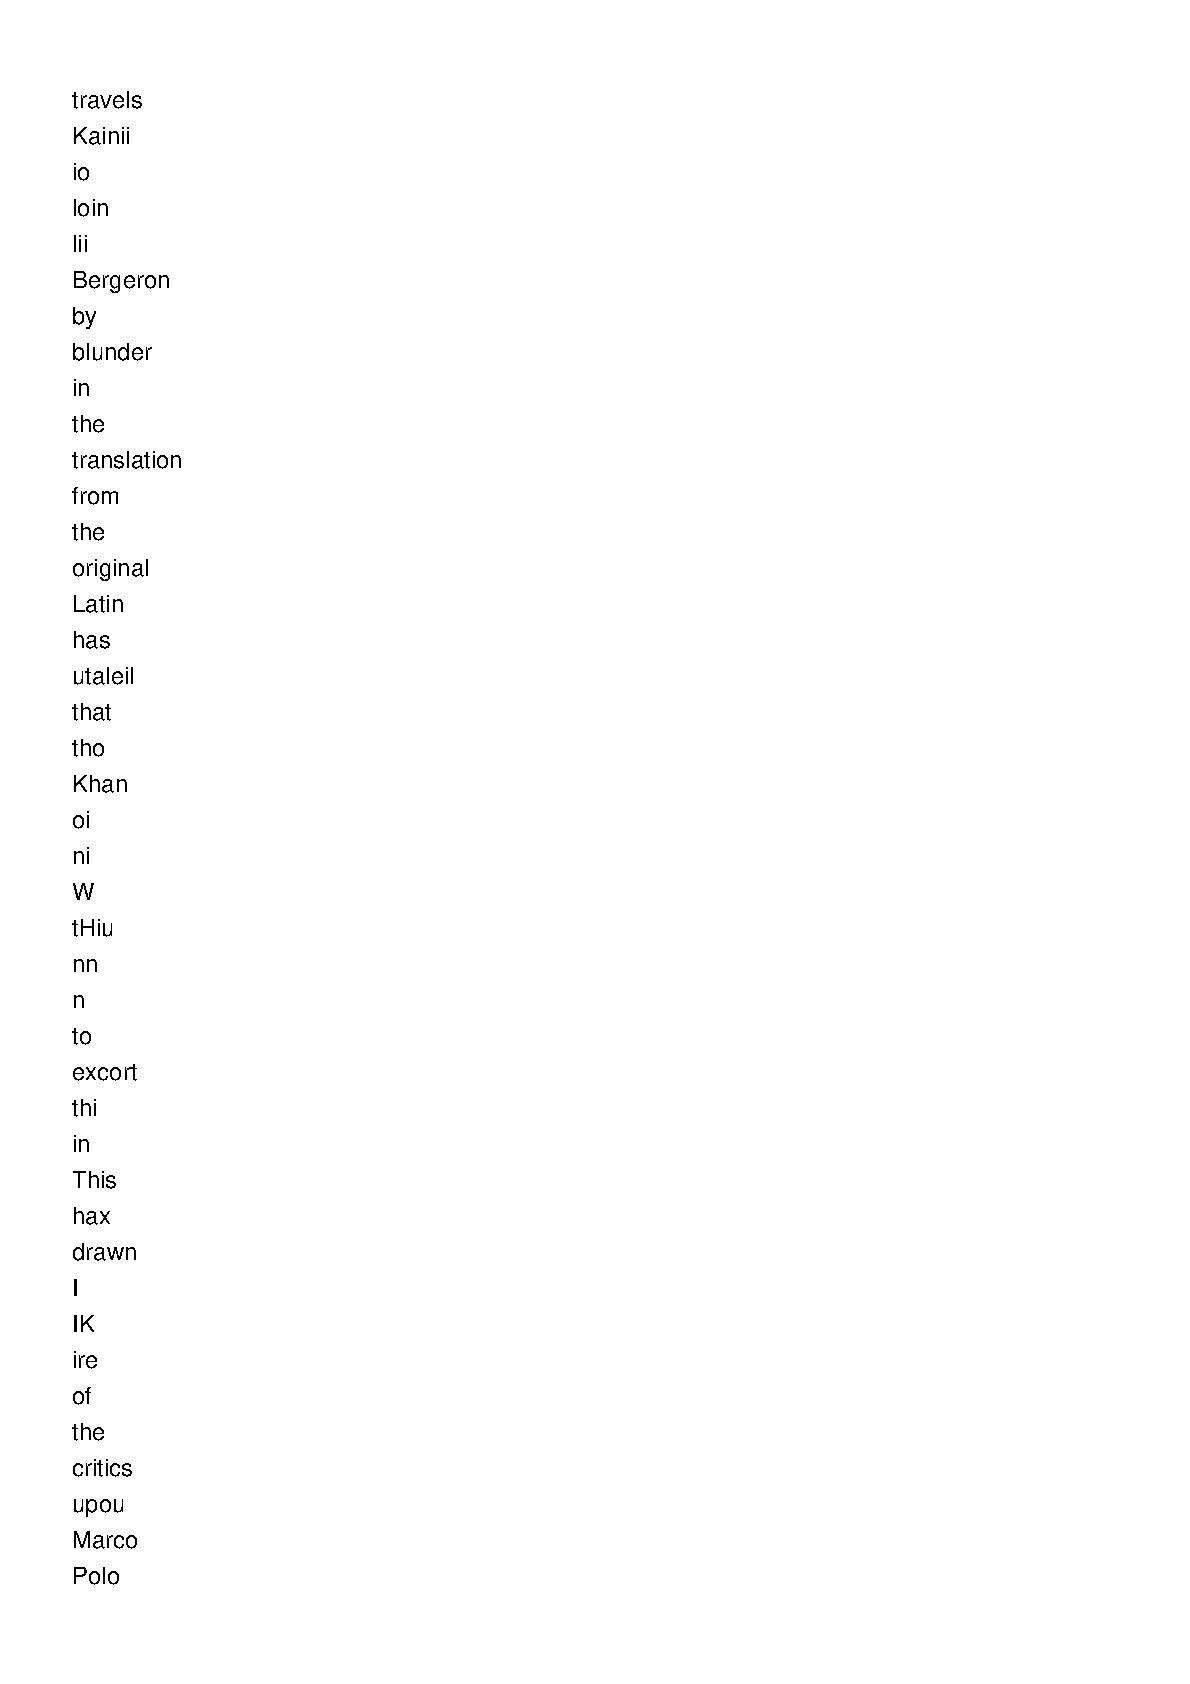 travels
Kainii
io
loin
lii
Bergeron
by
blunder
in
the
translation
from
the
original
Latin
has
utaleil
that
tho
Khan
oi
ni
W
tHiu
nn
n
to
excort
thi
in
This
hax
drawn
I
IK
ire
of
the
critics
upou
Marco
Polo